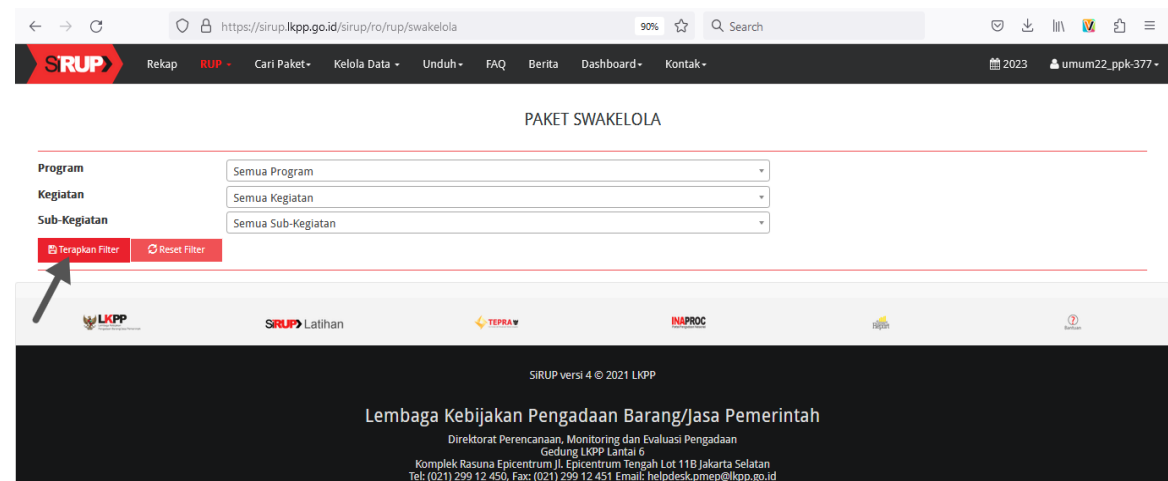 https://sirup.lkpp.go.id/sirup/ro/rup/swakelola 90% Search
SiRUP Rekap RUP Cari Paket Kelola Data Unduh FAQ Berita Dashboard Kontak 2023 umum22_ppk-377
PAKET SWAKELOLA
Program Semua Program
Kegiatan Semua Kegiatan
Sub-Kegiatan Semua Sub-Kegiatan
Terapkan Filter Reset Filter
LKPP SiRUP Latihan TEPRA INAPROC Bantuan
SiRUP versi 4 © 2021 LKPP
Lembaga Kebijakan Pengadaan Barang/Jasa Pemerintah
Direktorat Perencanaan, Monitoring dan Evaluasi Pengadaan
Gedung LKPP Lantai 6
Komplek Rasuna Epicentrum Jl. Epicentrum Tengah Lot 11B Jakarta Selatan
Tel: (021) 299 12 450, Fax: (021) 299 12 451 Email: helpdesk.pmep@lkpp.go.id